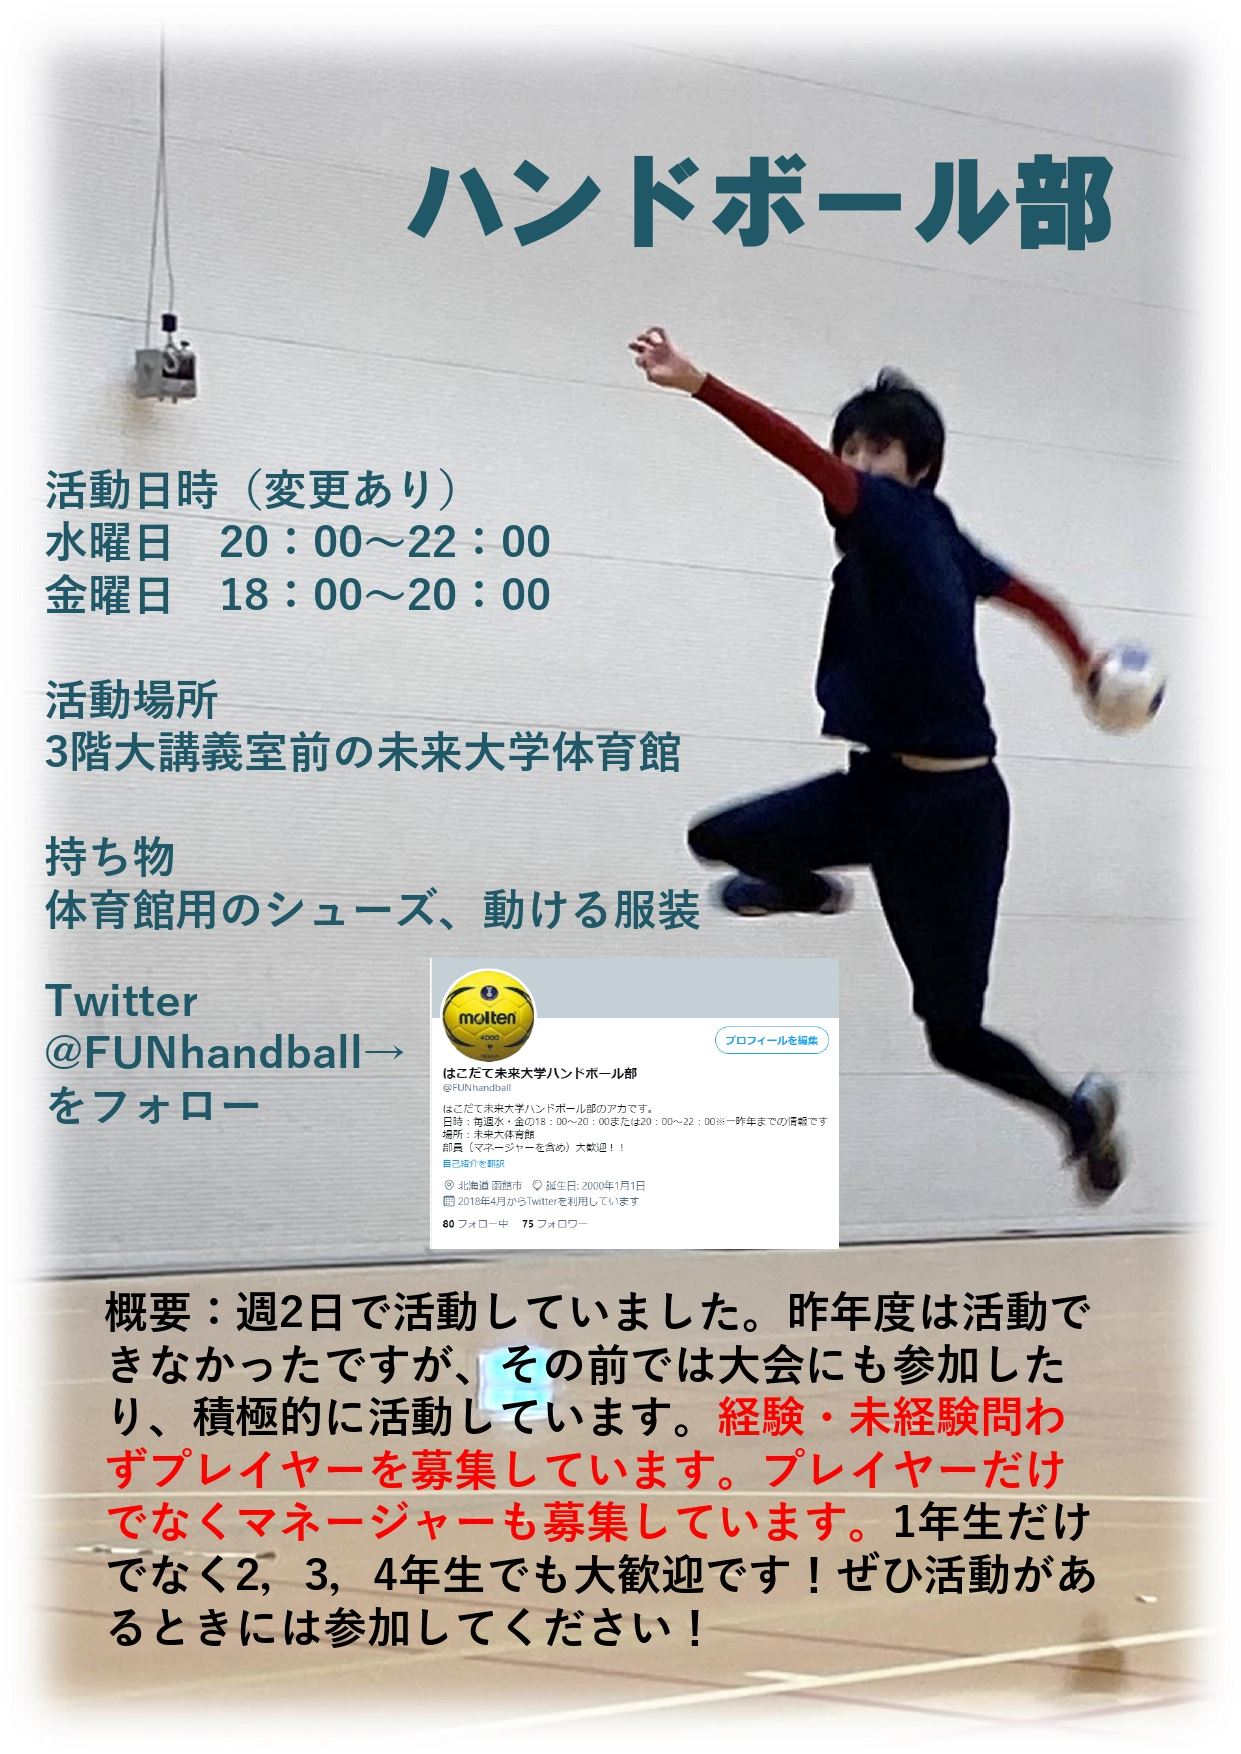 ハンドボール部
活動日時（変更あり）
水曜日　20：00～22：00
金曜日　18：00～20：00
活動場所
3階大講義室前の未来大学体育館
持ち物
体育館用のシューズ、動ける服装
Twitter
@FUNhandball→
をフォロー
molten
4000
プロフィールを編集
はこだて未来大学ハンドボール部
@FUNhandball
はこだて未来大学ハンドボール部のアカです。
日時：毎週水・金の18：00～20：00または20：00～22：00※一昨年までの情報です
場所：未来大体育館
部員（マネージャーを含め）大歓迎！！
自己紹介を翻訳
北海道 函館市 誕生日: 2000年1月1日
2018年4月からTwitterを利用しています
80 フォロー中 75 フォロワー
概要：週2日で活動していました。昨年度は活動で
きなかったですが、その前では大会にも参加した
り、積極的に活動しています。経験・未経験問わ
ずプレイヤーを募集しています。プレイヤーだけ
でなくマネージャーも募集しています。1年生だけ
でなく2，3，4年生でも大歓迎です！ぜひ活動があ
るときには参加してください！